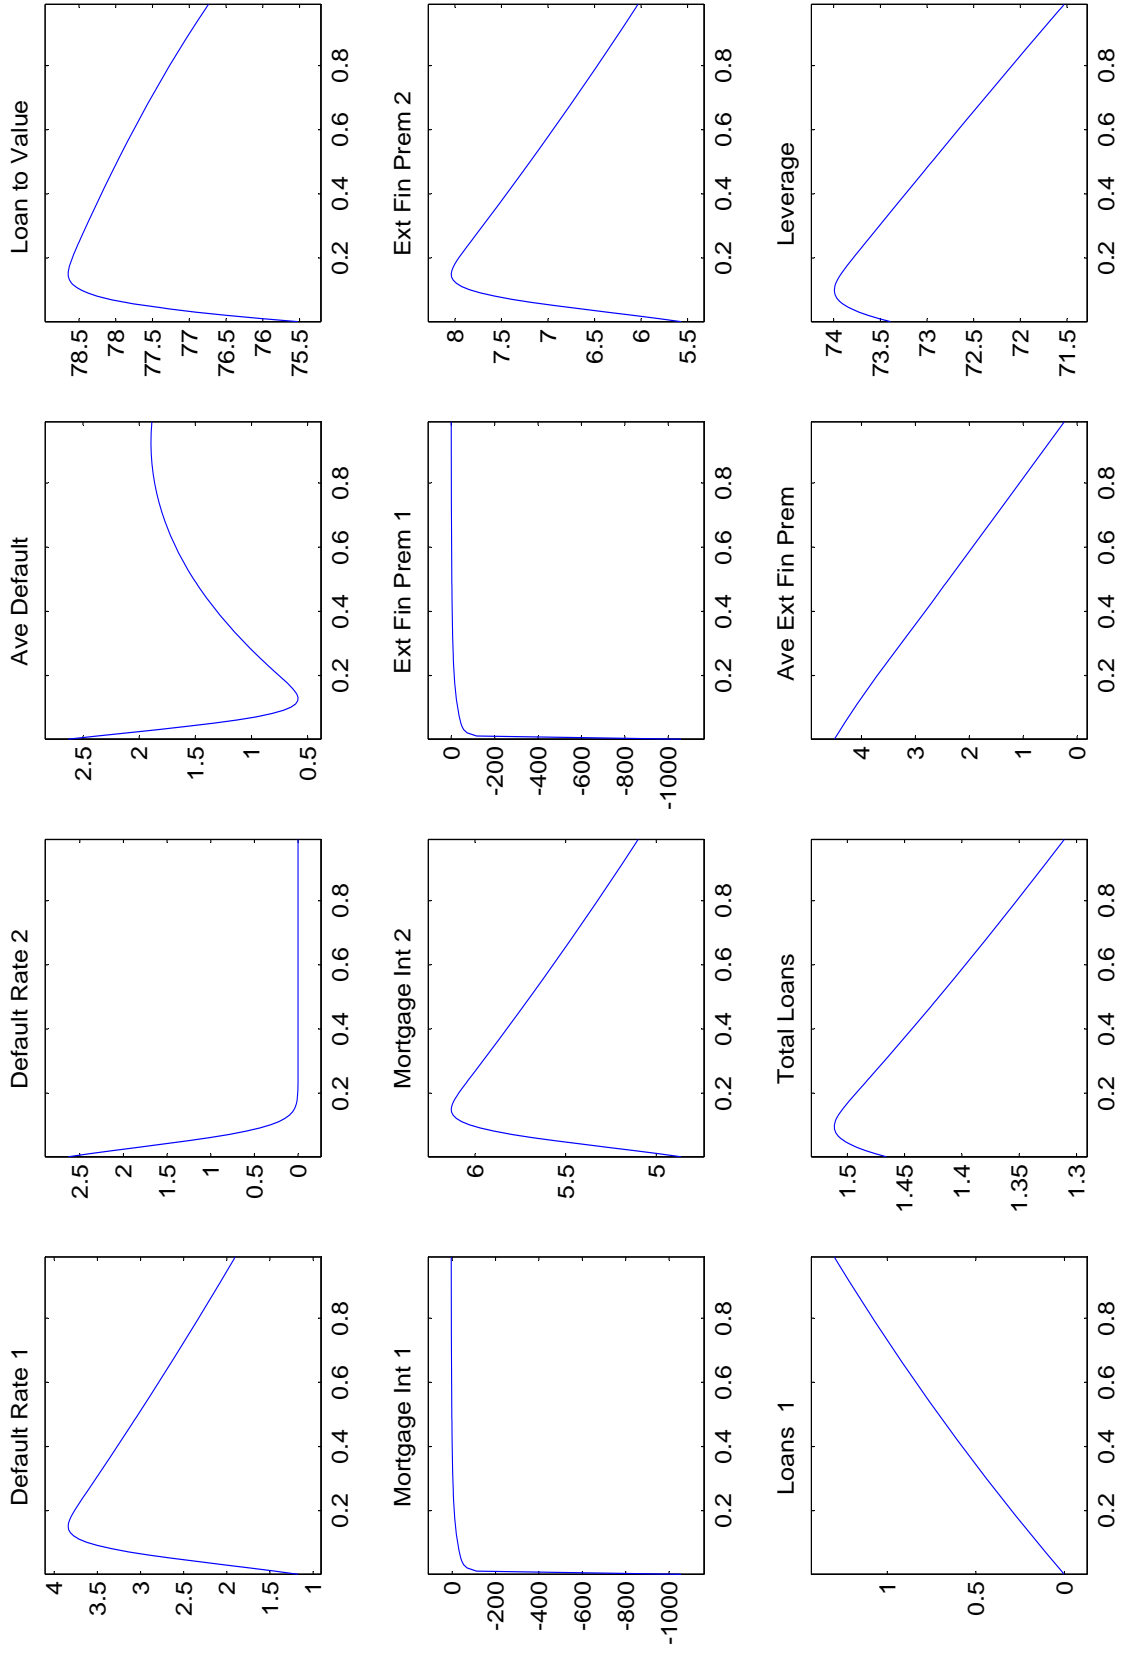 Default Rate 1
4
3.5
3
2.5
2
1.5
1
0.2 0.4 0.6 0.8
Default Rate 2
2.5
2
1.5
1
0.5
0
0.2 0.4 0.6 0.8
Ave Default
2.5
2
1.5
1
0.5
0.2 0.4 0.6 0.8
Loan to Value
78.5
78
77.5
77
76.5
76
75.5
0.2 0.4 0.6 0.8
Mortgage Int 1
0
-200
-400
-600
-800
-1000
0.2 0.4 0.6 0.8
Mortgage Int 2
6
5.5
5
0.2 0.4 0.6 0.8
Ext Fin Prem 1
0
-200
-400
-600
-800
-1000
0.2 0.4 0.6 0.8
Ext Fin Prem 2
8
7.5
7
6.5
6
5.5
0.2 0.4 0.6 0.8
Loans 1
1
0.5
0
0.2 0.4 0.6 0.8
Total Loans
1.5
1.45
1.4
1.35
1.3
0.2 0.4 0.6 0.8
Ave Ext Fin Prem
4
3
2
1
0
0.2 0.4 0.6 0.8
Leverage
74
73.5
73
72.5
72
71.5
0.2 0.4 0.6 0.8